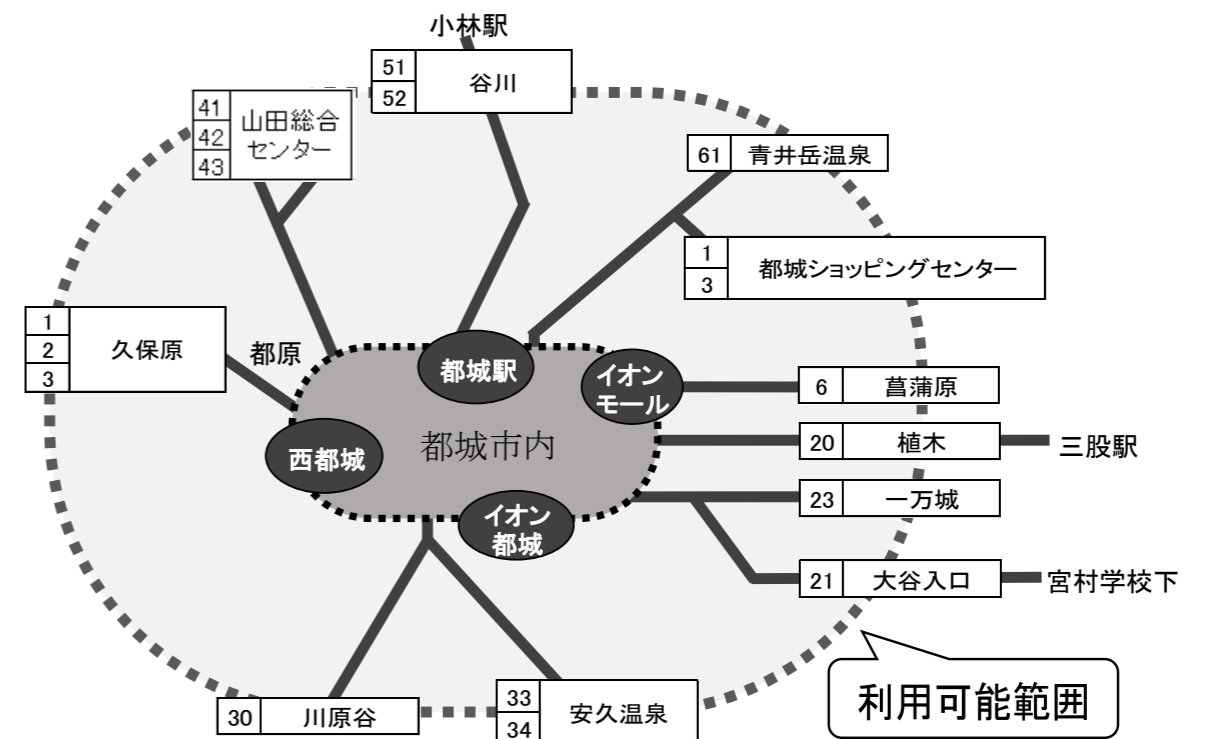 小林駅
51
52
谷川
41
42
43
山田総合
センター
61
青井岳温泉
1
3
都城ショッピングセンター
1
2
3
久保原
都原
都城駅
イオン
モール
6
菖蒲原
西都城
都城市内
20
植木
三股駅
23
一万城
イオン
都城
21
大谷入口
宮村学校下
30
川原谷
33
34
安久温泉
利用可能範囲